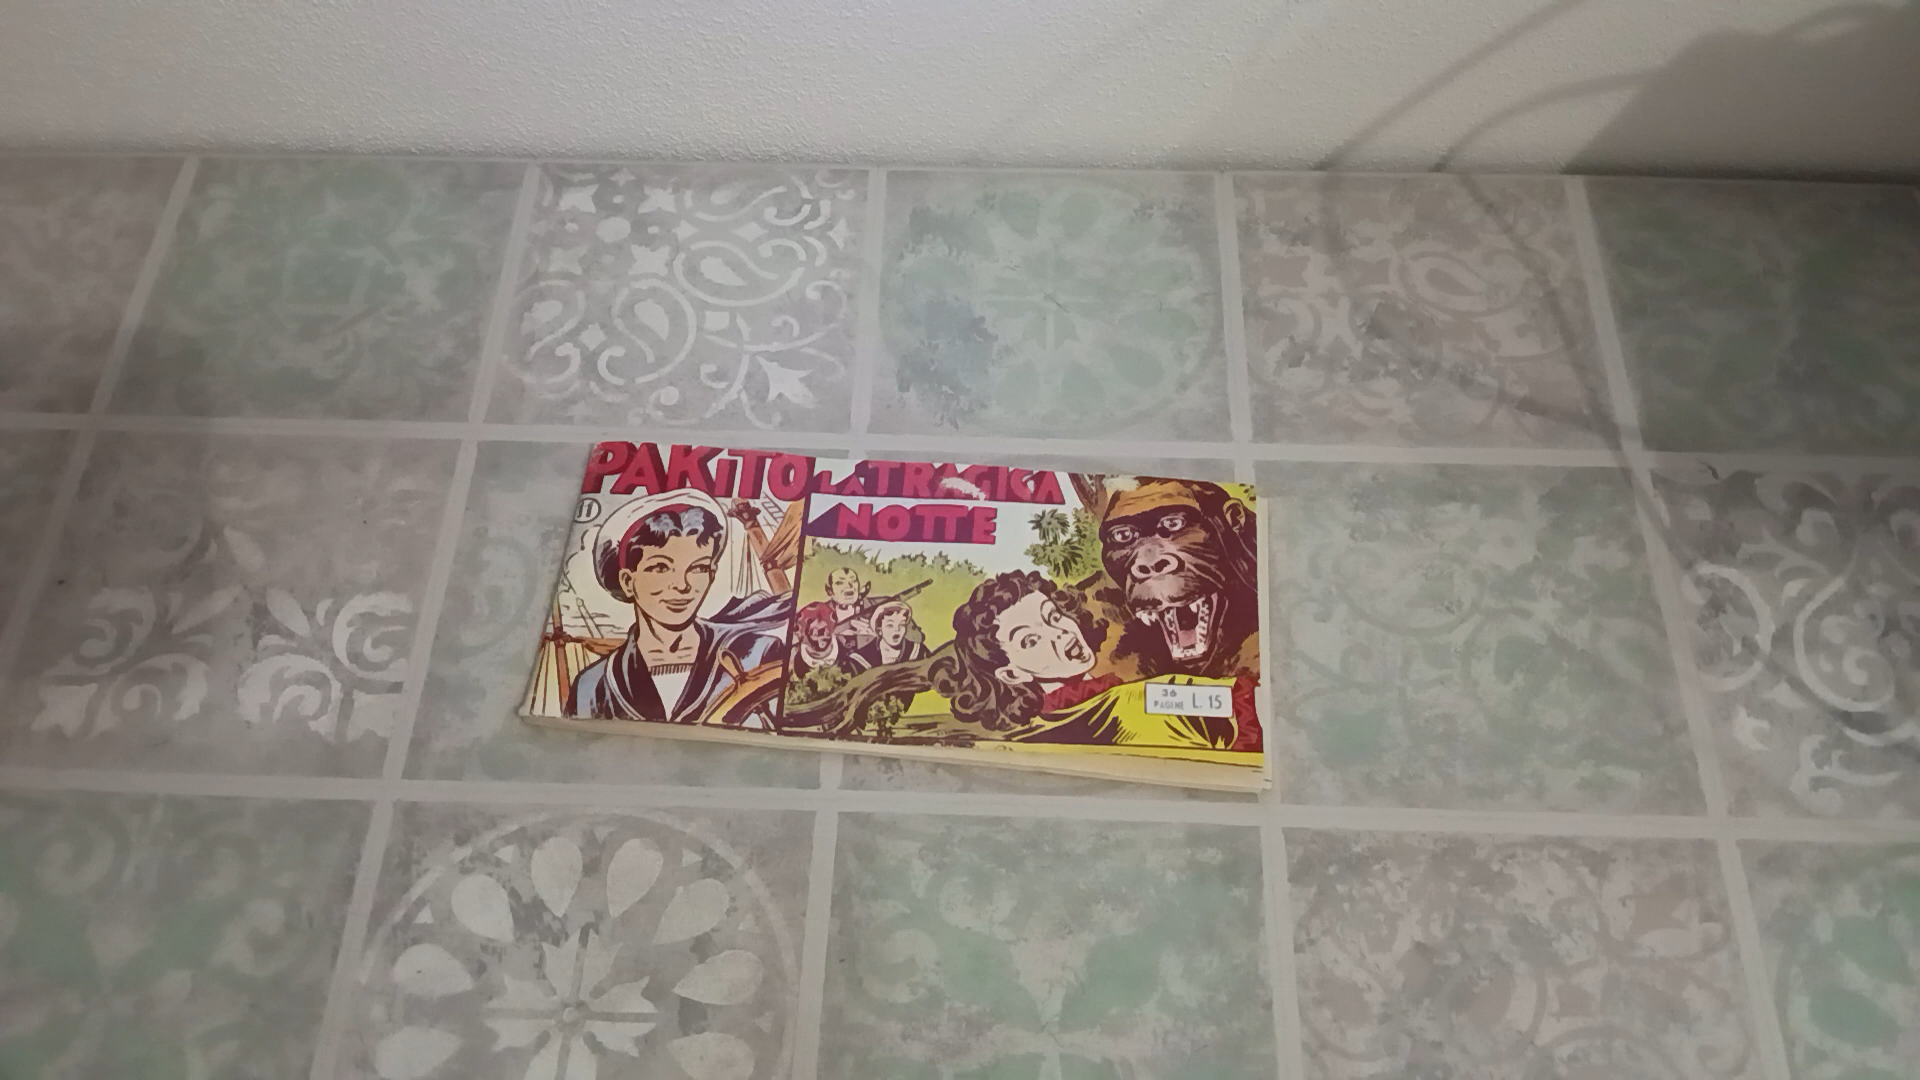 PAKiTO
11
LA TRAGICA
NOTTE
36
PAGINE L. 15